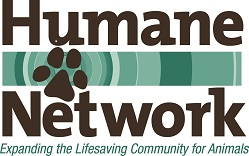 Humane
Network
Expanding the Lifesaving Community for Animals